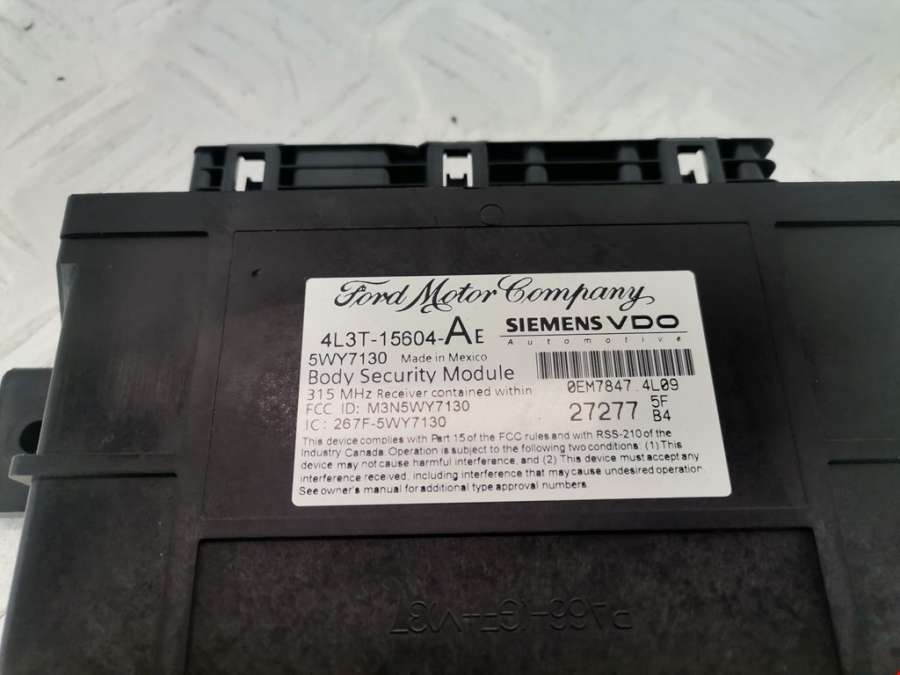 Ford Motor Company
4L3T-15604-AE
SIEMENS VDO
Automotive
5WY7130 Made in Mexico
Body Security Module
315 MHz Receiver contained within
FCC ID: M3N5WY7130
IC: 267F-5WY7130
0EM7847.4L09
27277 5F
B4
This device complies with Part 15 of the FCC rules and with RSS-210 of the
Industry Canada. Operation is subject to the following two conditions: (1) This
device may not cause harmful interference, and (2) This device must accept any
interference received, including interference that may cause undesired operation.
See owner's manual for additional type approval numbers.